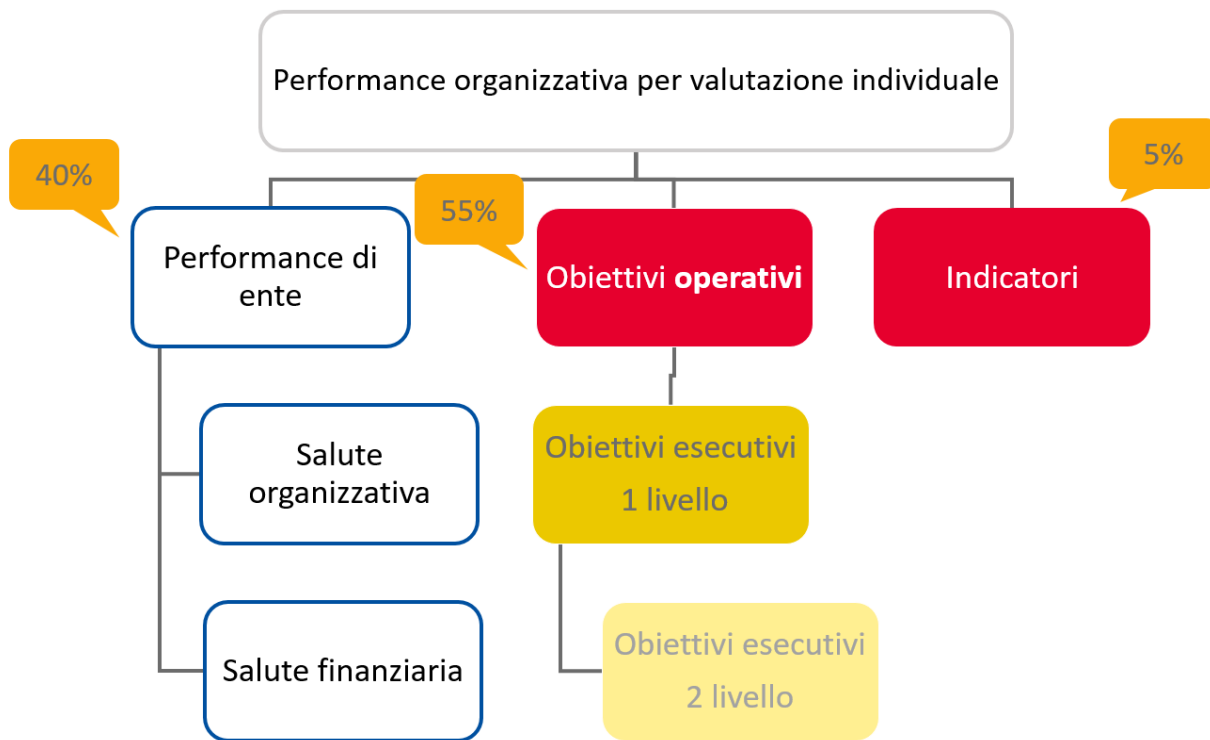 Performance organizzativa per valutazione individuale
40%
55%
5%
Performance di
ente
Obiettivi operativi
Indicatori
Salute
organizzativa
Obiettivi esecutivi
1 livello
Salute finanziaria
Obiettivi esecutivi
2 livello